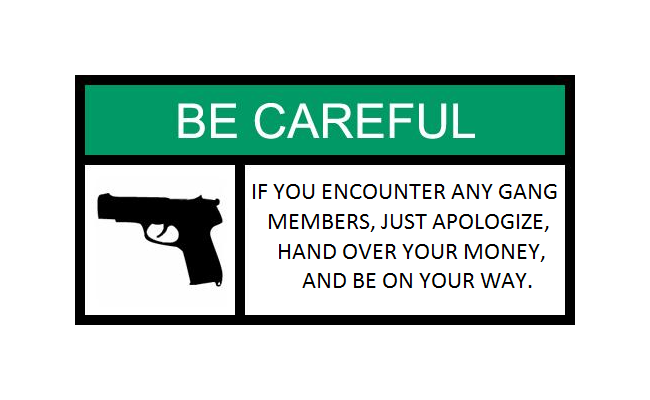 BE CAREFUL
IF YOU ENCOUNTER ANY GANG
MEMBERS, JUST APOLOGIZE,
HAND OVER YOUR MONEY,
AND BE ON YOUR WAY.